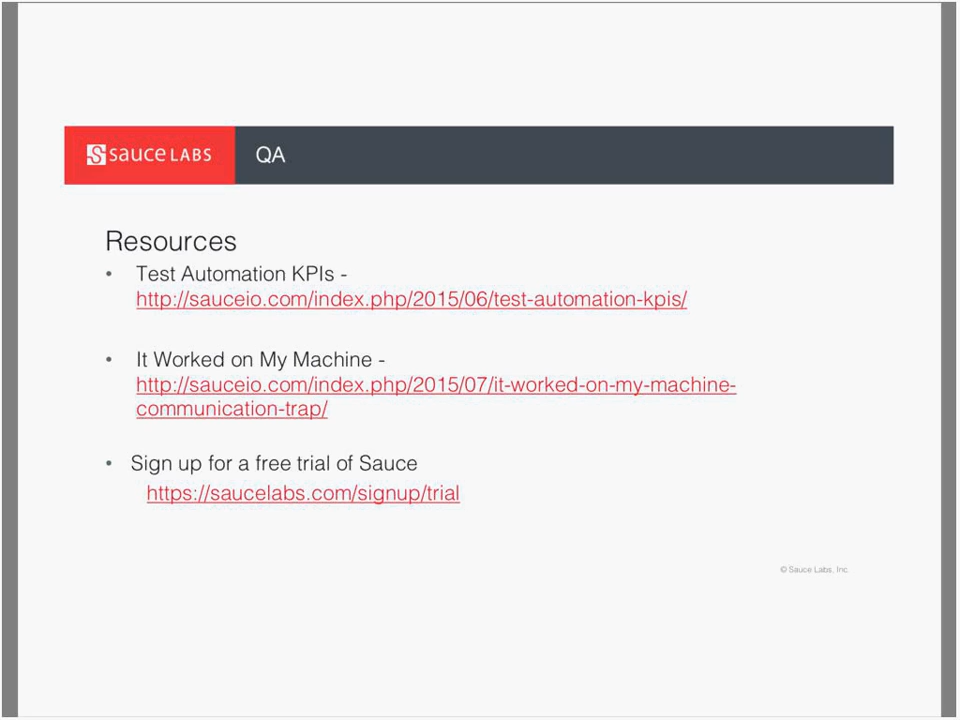 sauce LABS QA
Resources
• Test Automation KPIs -
http://sauceio.com/index.php/2015/06/test-automation-kpis/
• It Worked on My Machine -
http://sauceio.com/index.php/2015/07/it-worked-on-my-machine-
communication-trap/
• Sign up for a free trial of Sauce
https://saucelabs.com/signup/trial
© Sauce Labs, Inc.